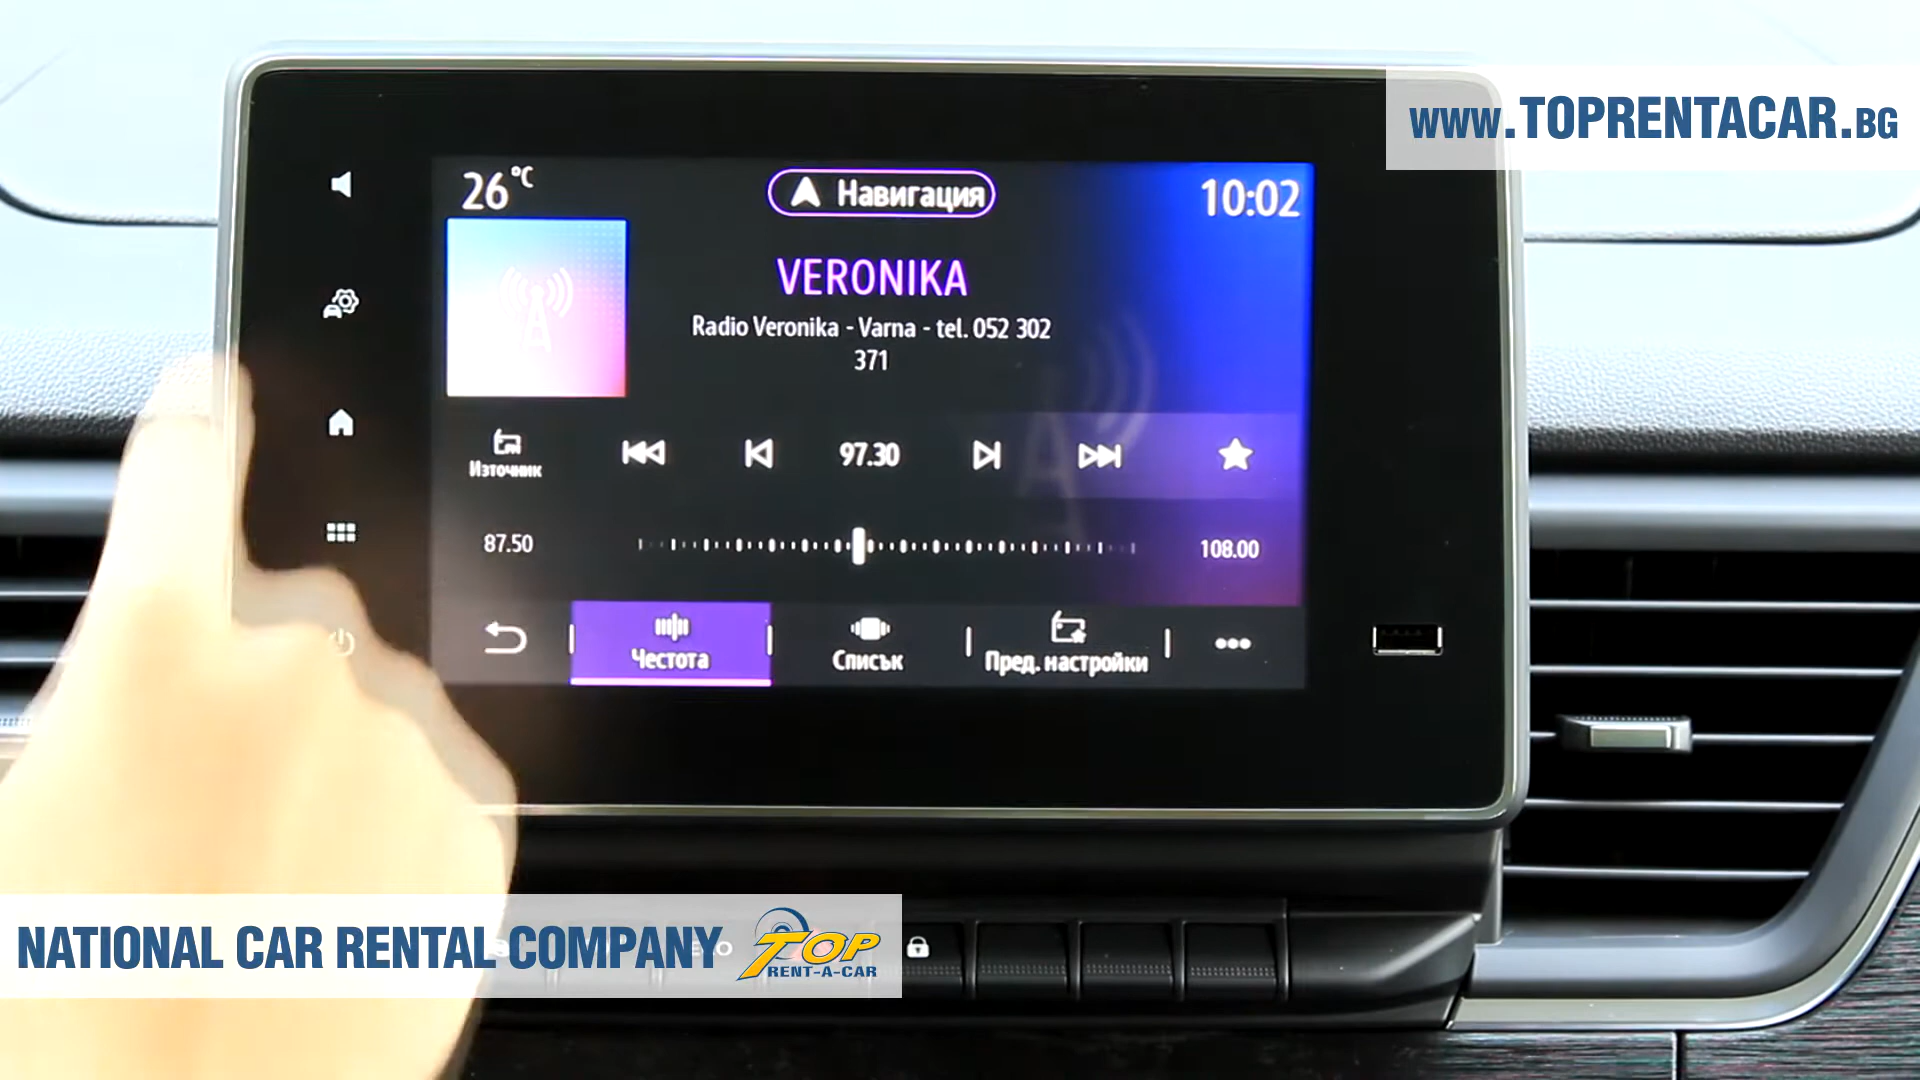 www.TOPRENTACAR.BG
26°C
Навигация
10:02
VERONIKA
Radio Veronika - Varna - tel. 052 302
371
Източник
97.30
87.50
108.00
Честота
Списък
Пред. настройки
NATIONAL CAR RENTAL COMPANY
TOP
RENT-A-CAR